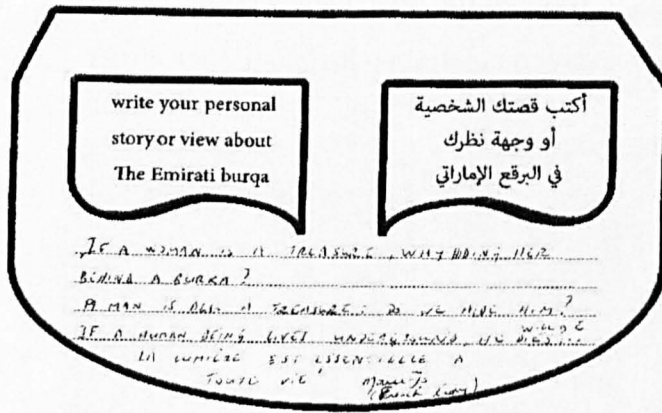 write your personal
story or view about
The Emirati burqa
أكتب قصتك الشخصية
أو وجهة نظرك
في البرقع الإماراتي
IF A WOMAN IS A TREASURE, WHY HIDING HER
BEHIND A BURKA?
A MAN IS ALSO A TREASURE: DO WE HIDE HIM?
IF A HUMAN BEING LIVES UNDERGROUND, HE DIES...
LA LUMIÈRE EST ESSENTIELLE A
TOUTE VIE
(French lady)